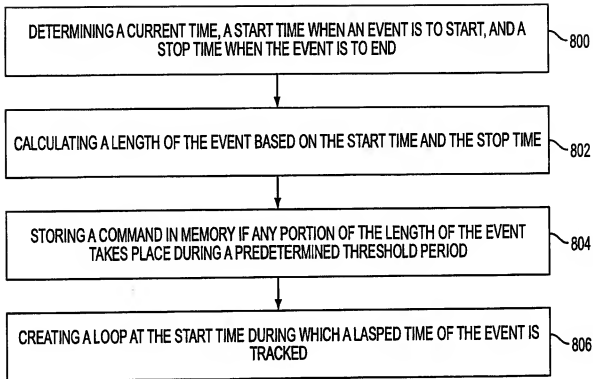 DETERMINING A CURRENT TIME, A START TIME WHEN AN EVENT IS TO START, AND A
STOP TIME WHEN THE EVENT IS TO END
800
CALCULATING A LENGTH OF THE EVENT BASED ON THE START TIME AND THE STOP TIME
802
STORING A COMMAND IN MEMORY IF ANY PORTION OF THE LENGTH OF THE EVENT
TAKES PLACE DURING A PREDETERMINED THRESHOLD PERIOD
804
CREATING A LOOP AT THE START TIME DURING WHICH A LASPED TIME OF THE EVENT IS
TRACKED
806